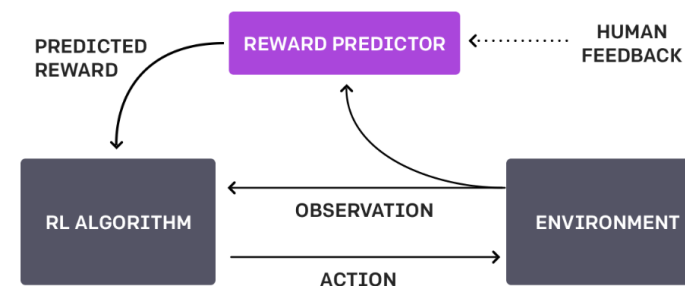 PREDICTED
REWARD
REWARD PREDICTOR
HUMAN
FEEDBACK
RL ALGORITHM
OBSERVATION
ENVIRONMENT
ACTION